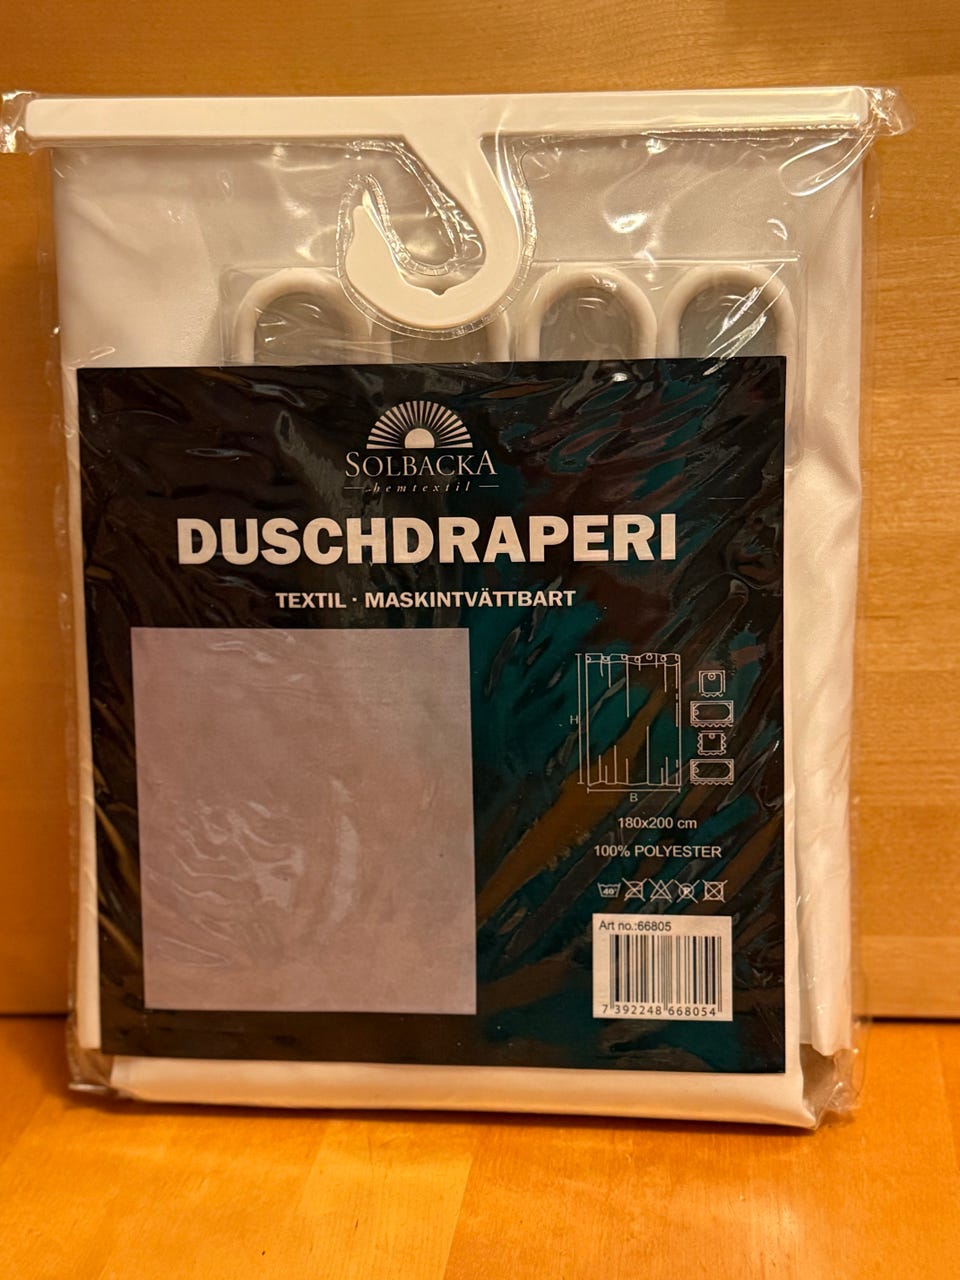 SOLBACKA
hemtextil
DUSCHDRAPERI
TEXTIL · MASKINTVÄTTBART
H
B
180x200 cm
100% POLYESTER
40°
Art no.:66805
7 392248 668054